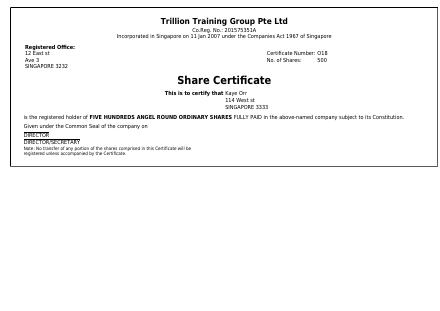 Trillion Training Group Pte Ltd
Co.Reg. No.: 201575351A
Incorporated in Singapore on 11 Jan 2007 under the Companies Act 1967 of Singapore
Registered Office:
12 East st
Ave 3
SINGAPORE 3232
Certificate Number: O18
No. of Shares: 500
Share Certificate
This is to certify that Kaye Orr
114 West st
SINGAPORE 3333
is the registered holder of FIVE HUNDREDS ANGEL ROUND ORDINARY SHARES FULLY PAID in the above-named company subject to its Constitution.
Given under the Common Seal of the company on
DIRECTOR
DIRECTOR/SECRETARY
Note: No transfer of any portion of the shares comprised in this Certificate will be
registered unless accompanied by the Certificate.